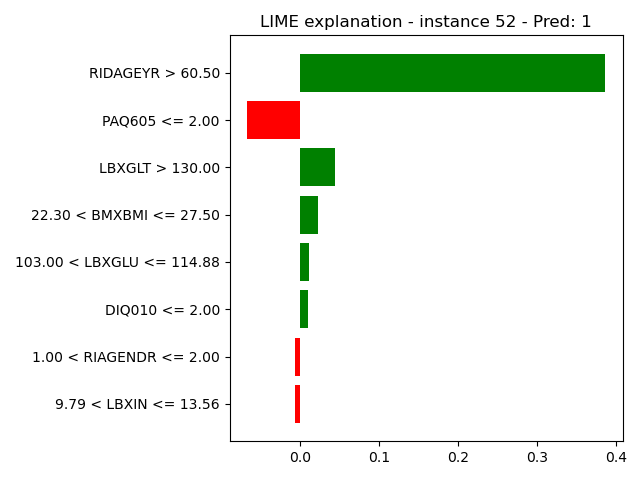 LIME explanation - instance 52 - Pred: 1
RIDAGEYR > 60.50
PAQ605 <= 2.00
LBXGLT > 130.00
22.30 < BMXBMI <= 27.50
103.00 < LBXGLU <= 114.88
DIQ010 <= 2.00
1.00 < RIAGENDR <= 2.00
9.79 < LBXIN <= 13.56
0.0 0.1 0.2 0.3 0.4